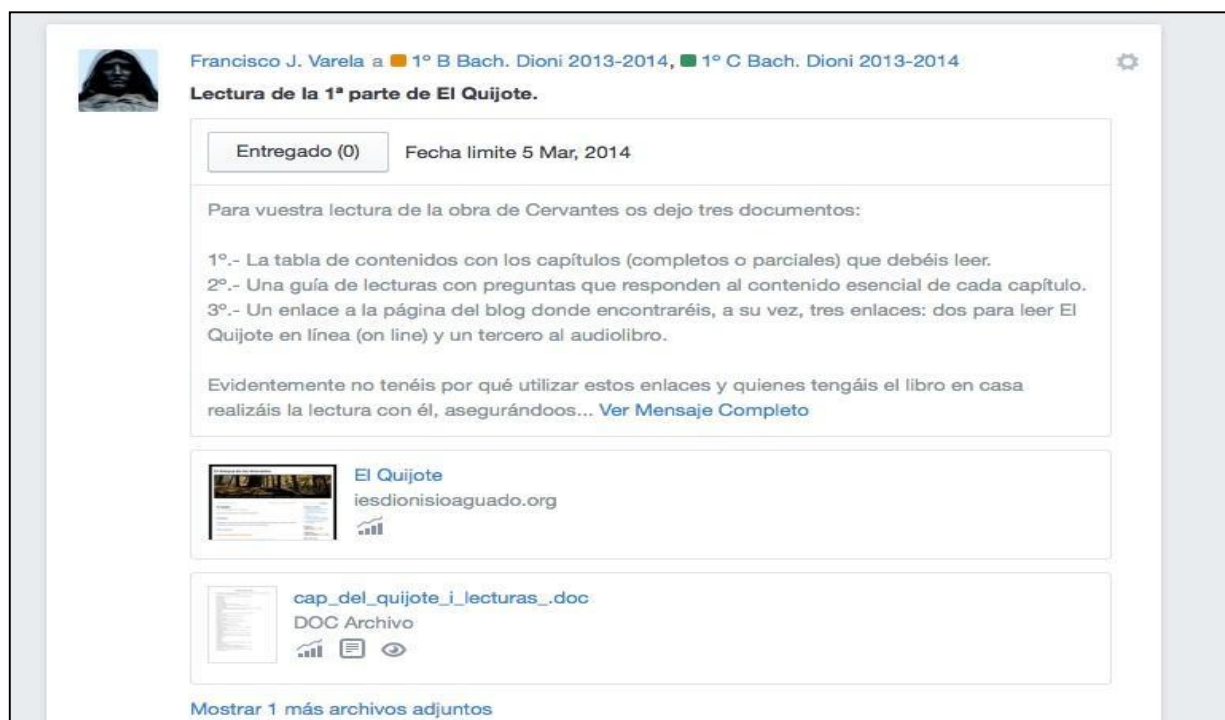 Francisco J. Varela a 1º B Bach. Dioni 2013-2014, 1º C Bach. Dioni 2013-2014
Lectura de la 1ª parte de El Quijote.
Entregado (0) Fecha limite 5 Mar, 2014
Para vuestra lectura de la obra de Cervantes os dejo tres documentos:
1º.- La tabla de contenidos con los capítulos (completos o parciales) que debéis leer.
2º.- Una guía de lecturas con preguntas que responden al contenido esencial de cada capítulo.
3º.- Un enlace a la página del blog donde encontraréis, a su vez, tres enlaces: dos para leer El
Quijote en línea (on line) y un tercero al audiolibro.
Evidentemente no tenéis por qué utilizar estos enlaces y quienes tengáis el libro en casa
realizáis la lectura con él, asegurándoos... Ver Mensaje Completo
El Quijote
iesdionisioaguado.org
cap_del_quijote_i_lecturas_.doc
DOC Archivo
Mostrar 1 más archivos adjuntos